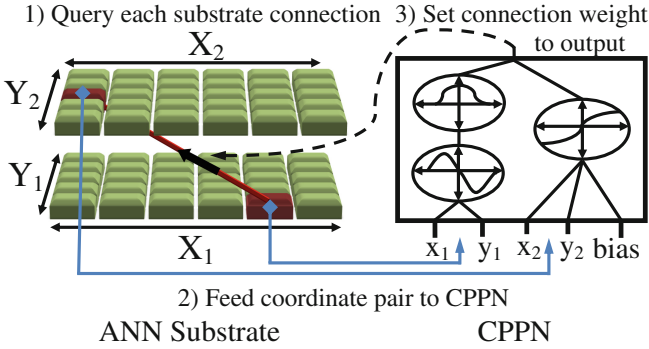 1) Query each substrate connection
3) Set connection weight
to output
X₂
Y₂
Y₁
X₁
x₁ y₁ x₂ y₂ bias
2) Feed coordinate pair to CPPN
ANN Substrate
CPPN